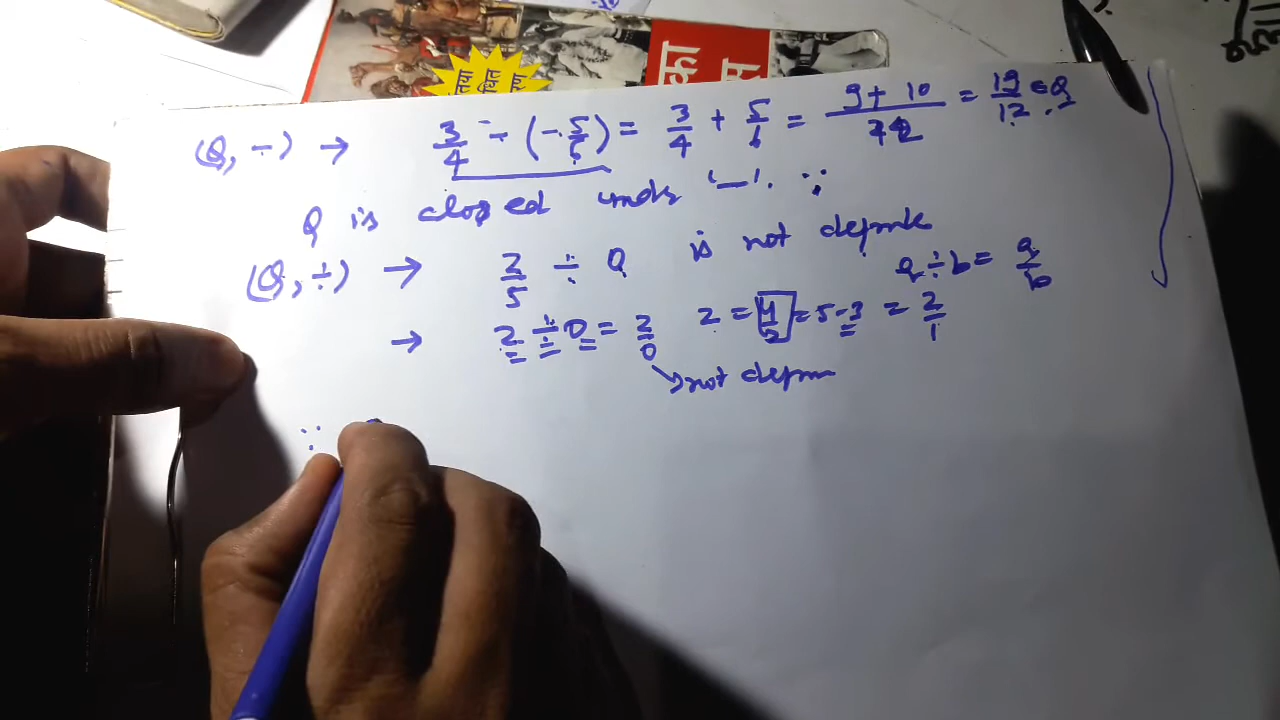 का
(Q, −) → 3/4 − (−5/6) = 3/4 + 5/6 = 9 + 10/12 = 19/12 ∈ Q
Q is closed under '−'. ∵
(Q, ÷) → 2/5 ÷ 0 is not define a ÷ b = a/b
→ 2 ÷ 0 = 2/0 2 = 4/2 = 5-3 = 2/1
→ not defin
∵